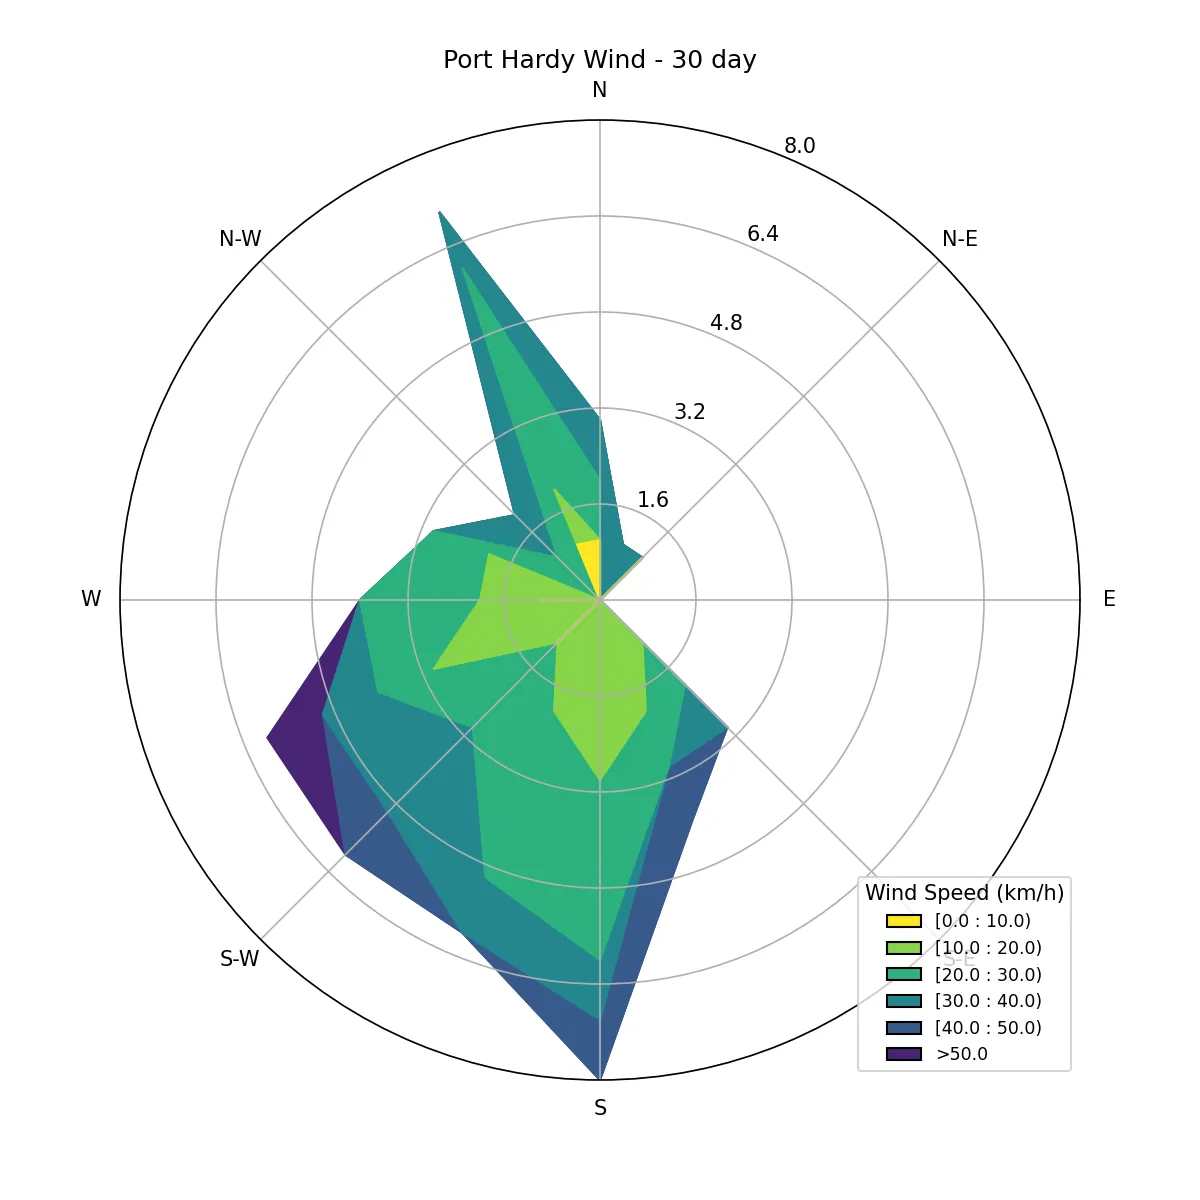 Port Hardy Wind - 30 day
N
8.0
N-W
N-E
6.4
4.8
3.2
1.6
W
E
Wind Speed (km/h)
[0.0 : 10.0)
[10.0 : 20.0)
S-W
S-E
[20.0 : 30.0)
[30.0 : 40.0)
[40.0 : 50.0)
>50.0
S